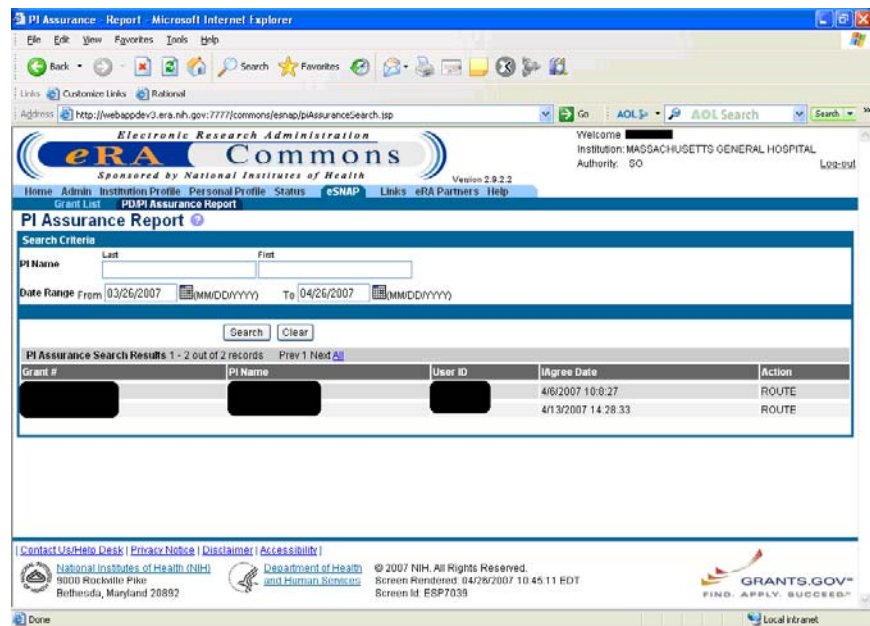 PI Assurance - Report - Microsoft Internet Explorer
File Edit View Favorites Tools Help
Back Search Favorites
Links Customize Links Rational
Address http://webappdev3.era.nih.gov:7777/commons/esnap/piAssuranceSearch.jsp Go AOL AOL Search Search
Electronic Research Administration
eRA Commons
Sponsored by National Institutes of Health
Version 2.9.2.2
Welcome
Institution: MASSACHUSETTS GENERAL HOSPITAL
Authority: SO Log-out
Home Admin Institution Profile Personal Profile Status eSNAP Links eRA Partners Help
Grant List PD/PI Assurance Report
PI Assurance Report ?
Search Criteria
Last First
PI Name
Date Range From 03/26/2007 (MM/DD/YYYY) To 04/26/2007 (MM/DD/YYYY)
Search Clear
PI Assurance Search Results 1 - 2 out of 2 records Prev 1 Next All
Grant # PI Name User ID IAgree Date Action
4/6/2007 10:8:27 ROUTE
4/13/2007 14:28:33 ROUTE
| Contact Us/Help Desk | Privacy Notice | Disclaimer | Accessibility |
National Institutes of Health (NIH)
9000 Rockville Pike
Bethesda, Maryland 20892
Department of Health
and Human Services
© 2007 NIH. All Rights Reserved.
Screen Rendered: 04/26/2007 10:45:11 EDT
Screen Id: ESP7039
GRANTS.GOV℠
FIND. APPLY. SUCCEED.℠
Done Local intranet